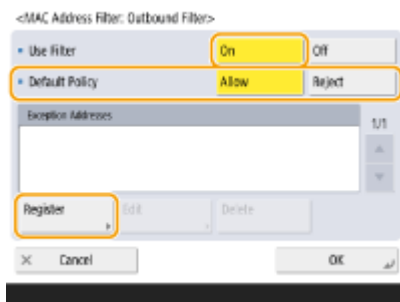 <MAC Address Filter: Outbound Filter>
Use Filter On Off
Default Policy Allow Reject
Exception Addresses
1/1
Register Edit Delete
× Cancel OK